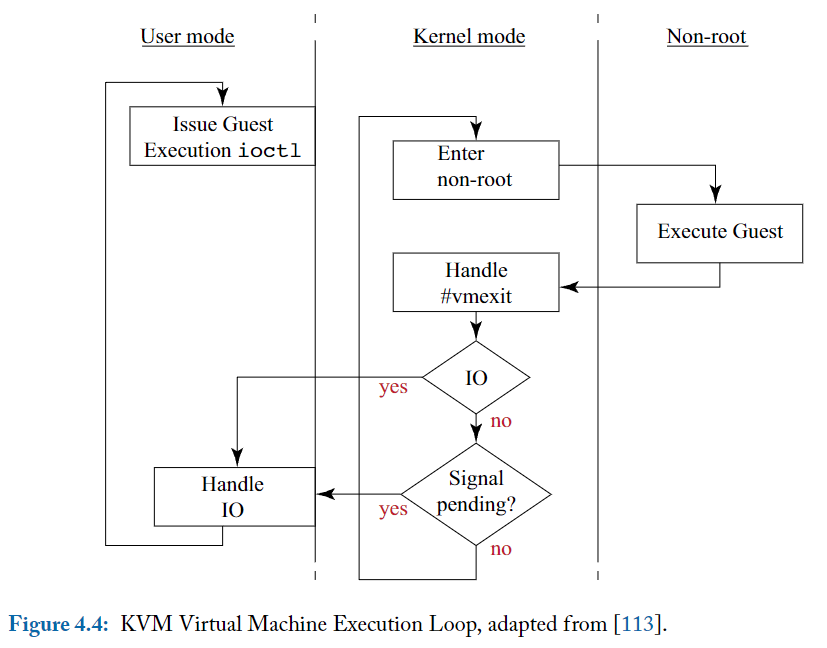 User mode
Kernel mode
Non-root
Issue Guest
Execution ioctl
Enter
non-root
Execute Guest
Handle
#vmexit
IO
yes
no
Handle
IO
Signal
pending?
yes
no
Figure 4.4: KVM Virtual Machine Execution Loop, adapted from [113].